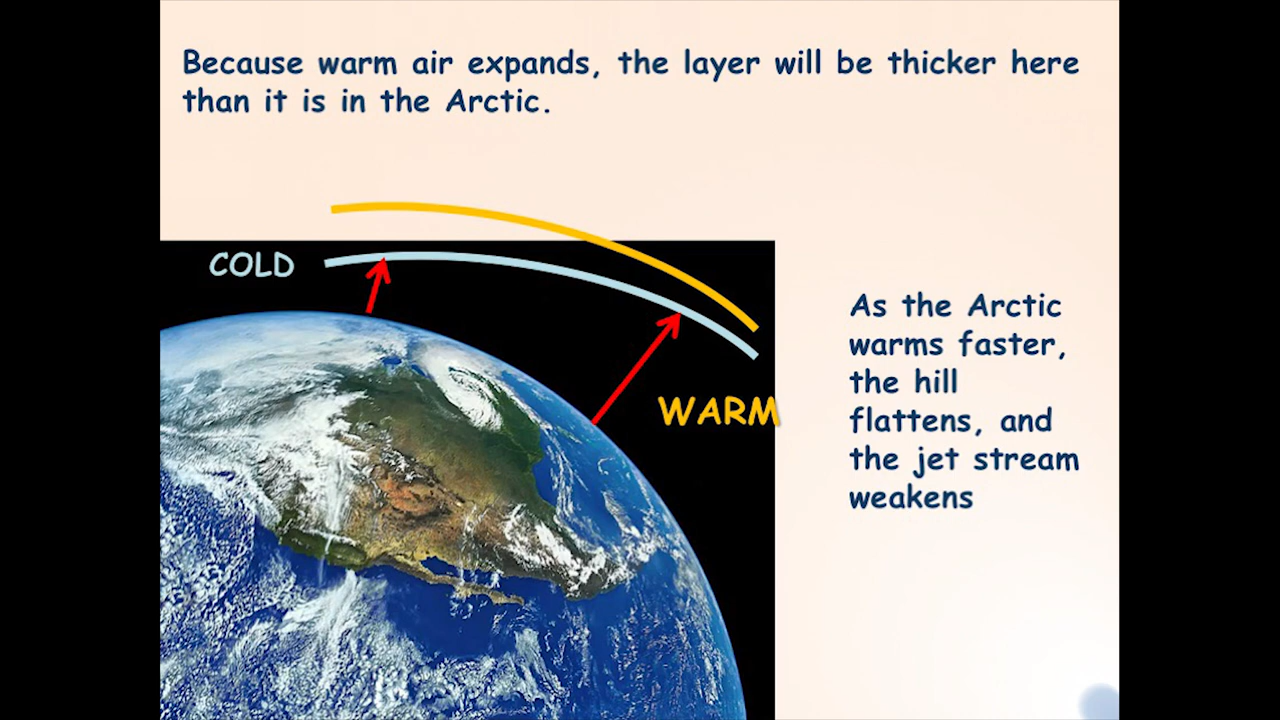 Because warm air expands, the layer will be thicker here
than it is in the Arctic.
COLD
WARM
As the Arctic
warms faster,
the hill
flattens, and
the jet stream
weakens